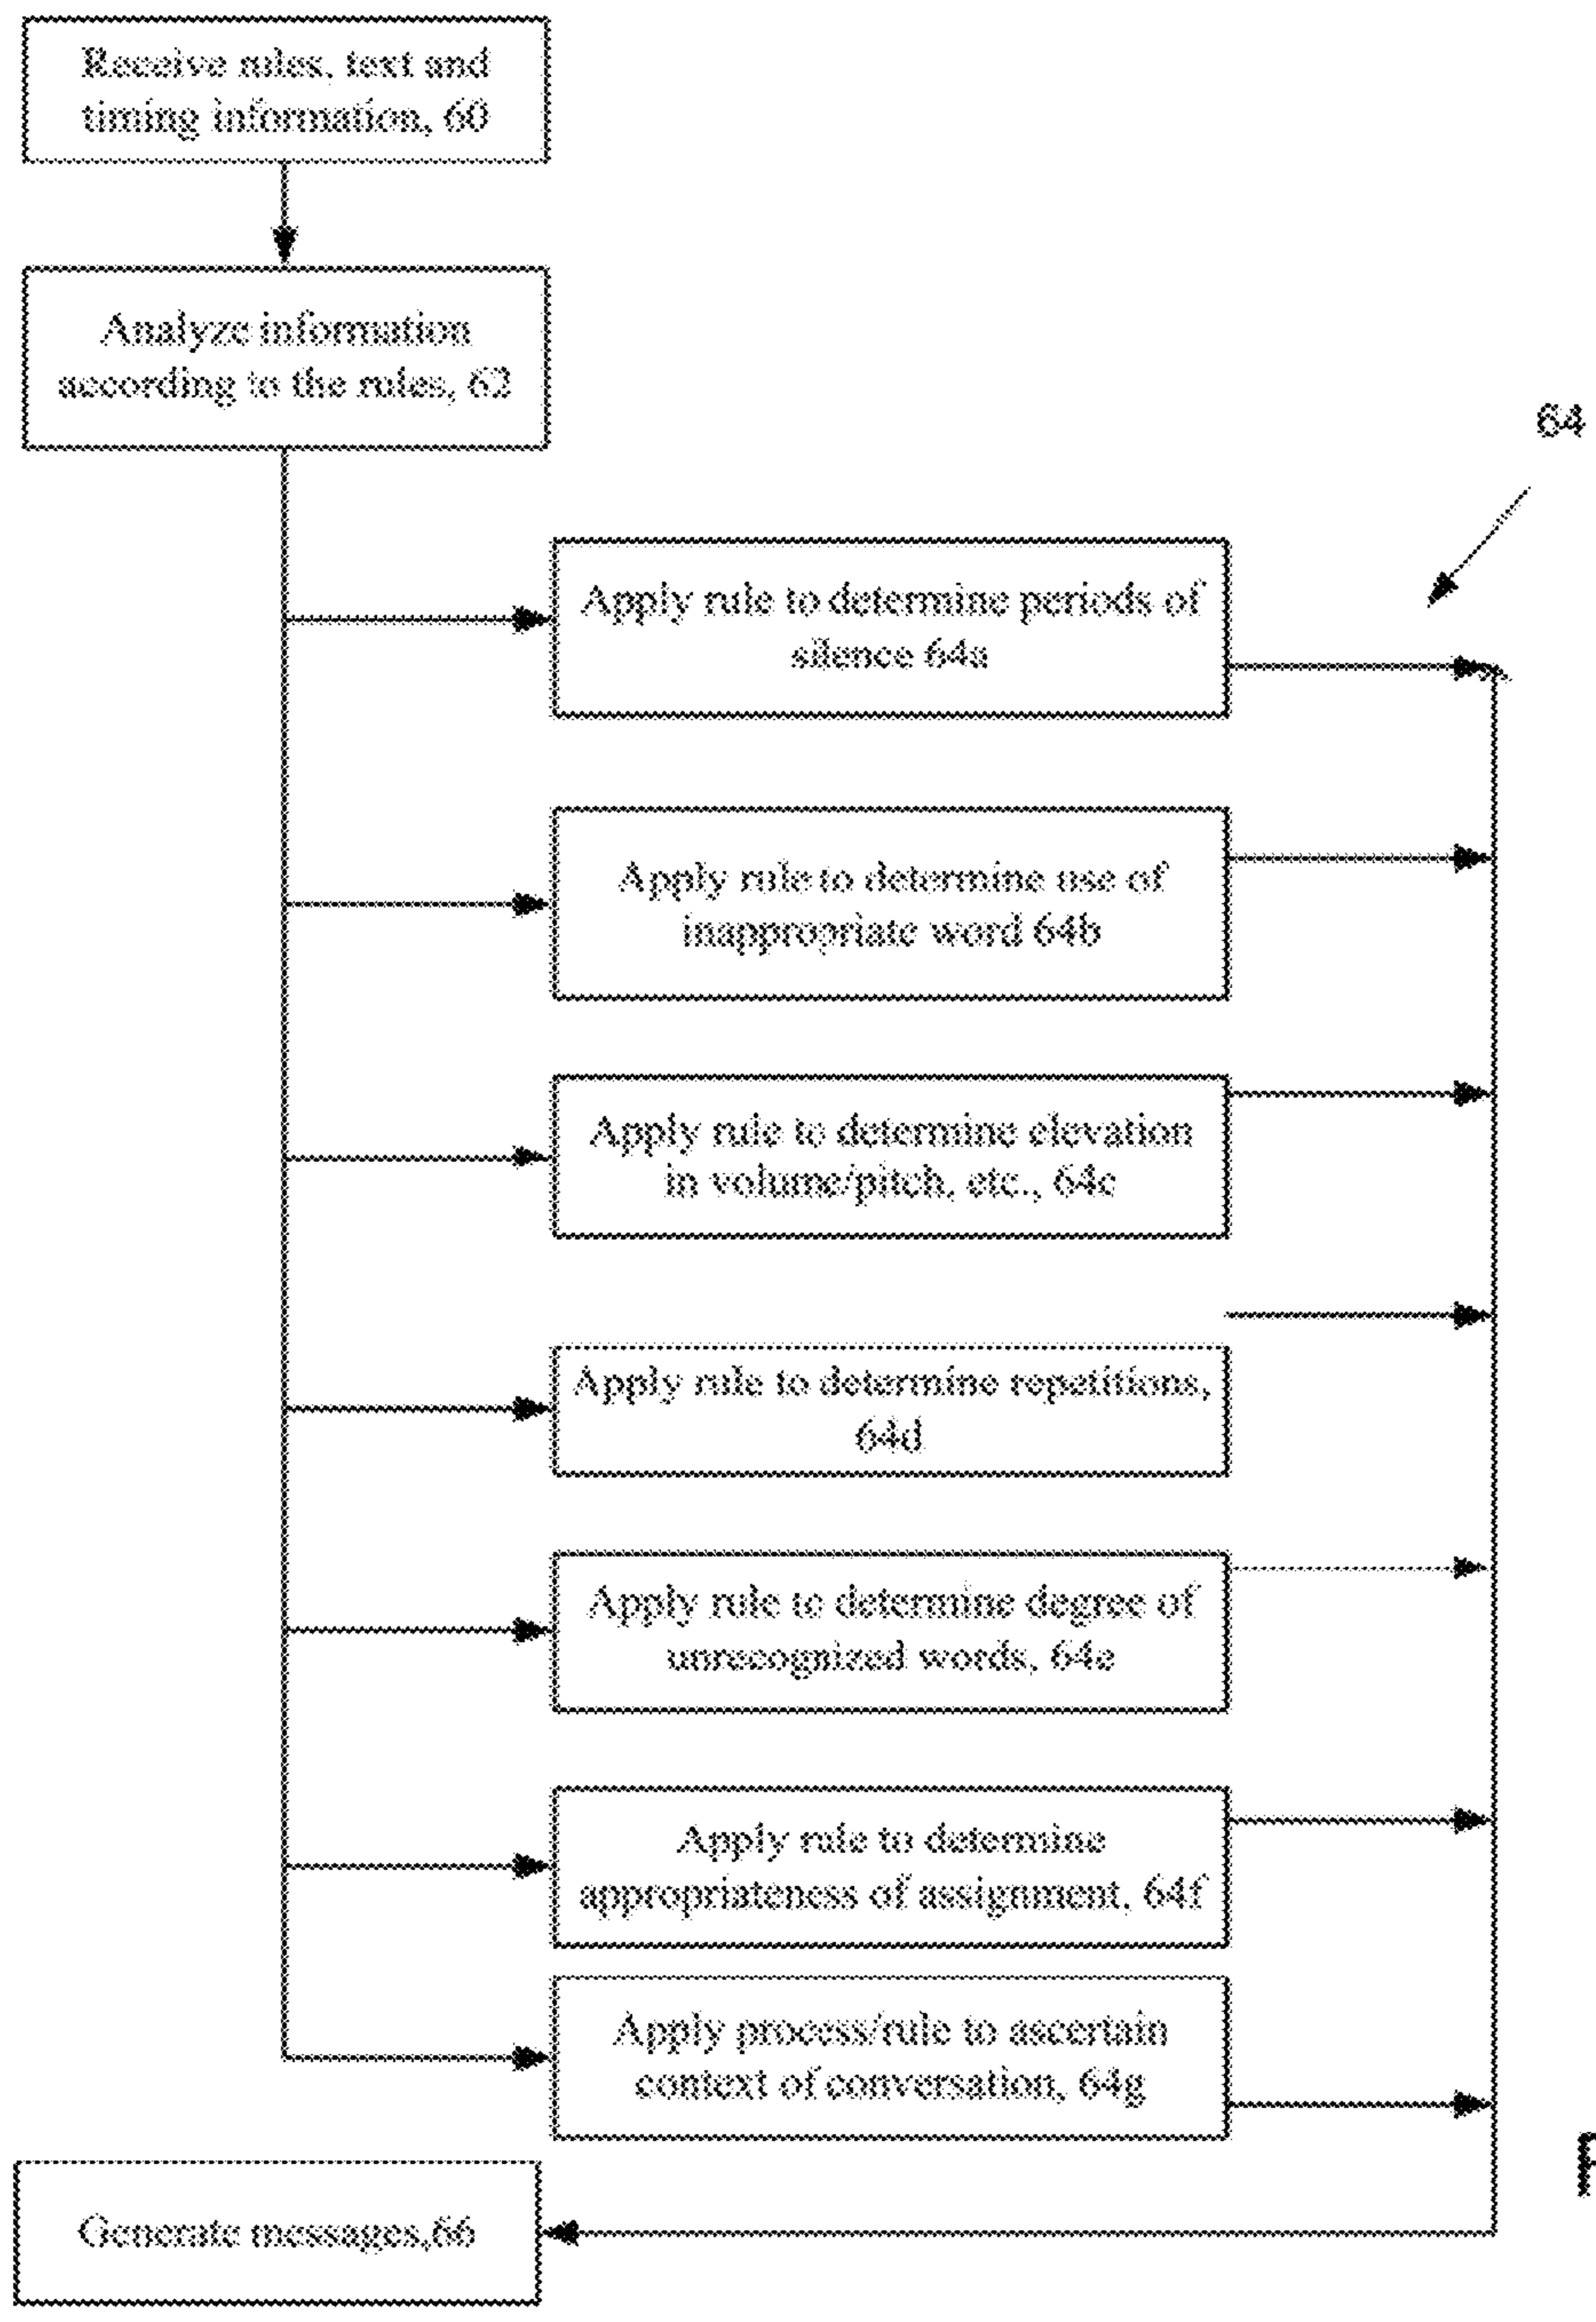 Receive rules, text and
timing information, 60
Analyze information
according to the rules, 62
64
Apply rule to determine periods of
silence 64a
Apply rule to determine use of
inappropriate word 64b
Apply rule to determine elevation
in volume/pitch, etc., 64c
Apply rule to determine repetitions,
64d
Apply rule to determine degree of
unrecognized words, 64e
Apply rule to determine
appropriateness of assignment, 64f
Apply process/rule to ascertain
context of conversation, 64g
Generate messages,66